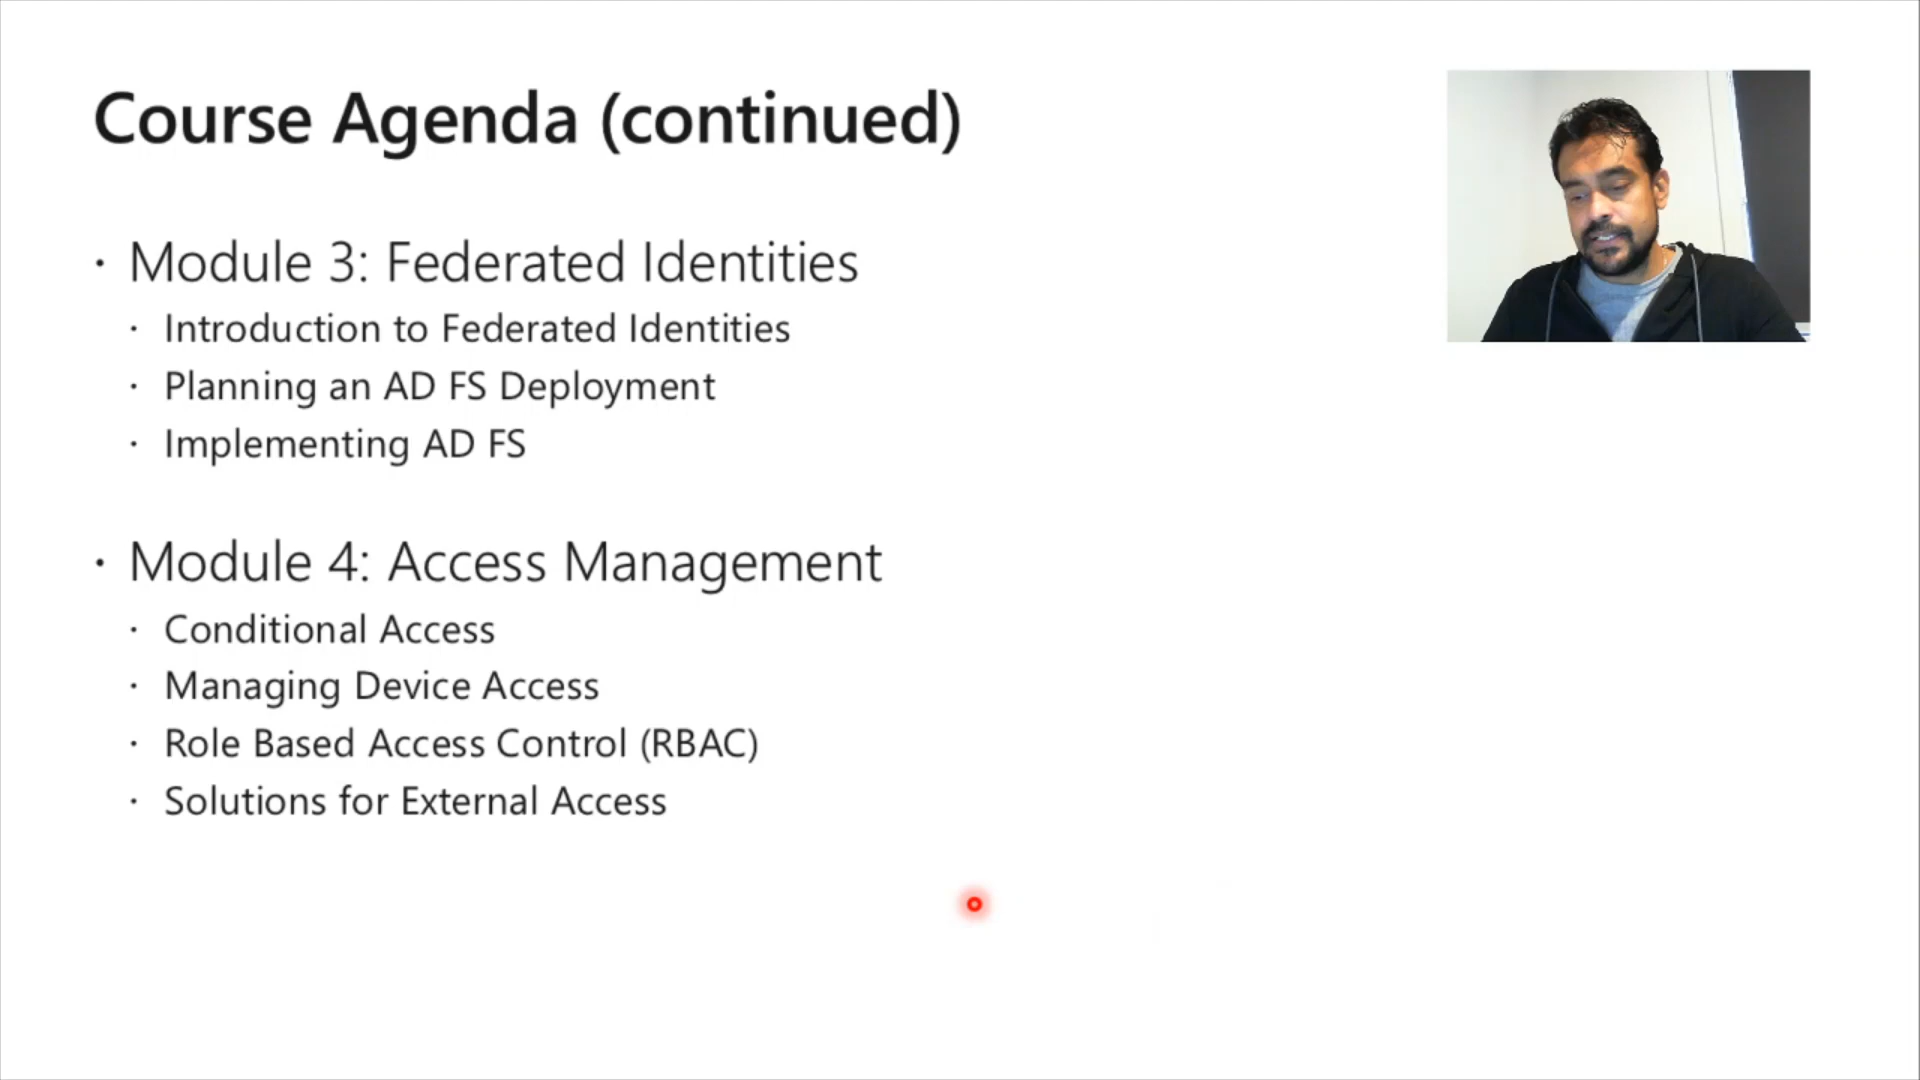 Course Agenda (continued)
· Module 3: Federated Identities
· Introduction to Federated Identities
· Planning an AD FS Deployment
· Implementing AD FS
· Module 4: Access Management
· Conditional Access
· Managing Device Access
· Role Based Access Control (RBAC)
· Solutions for External Access